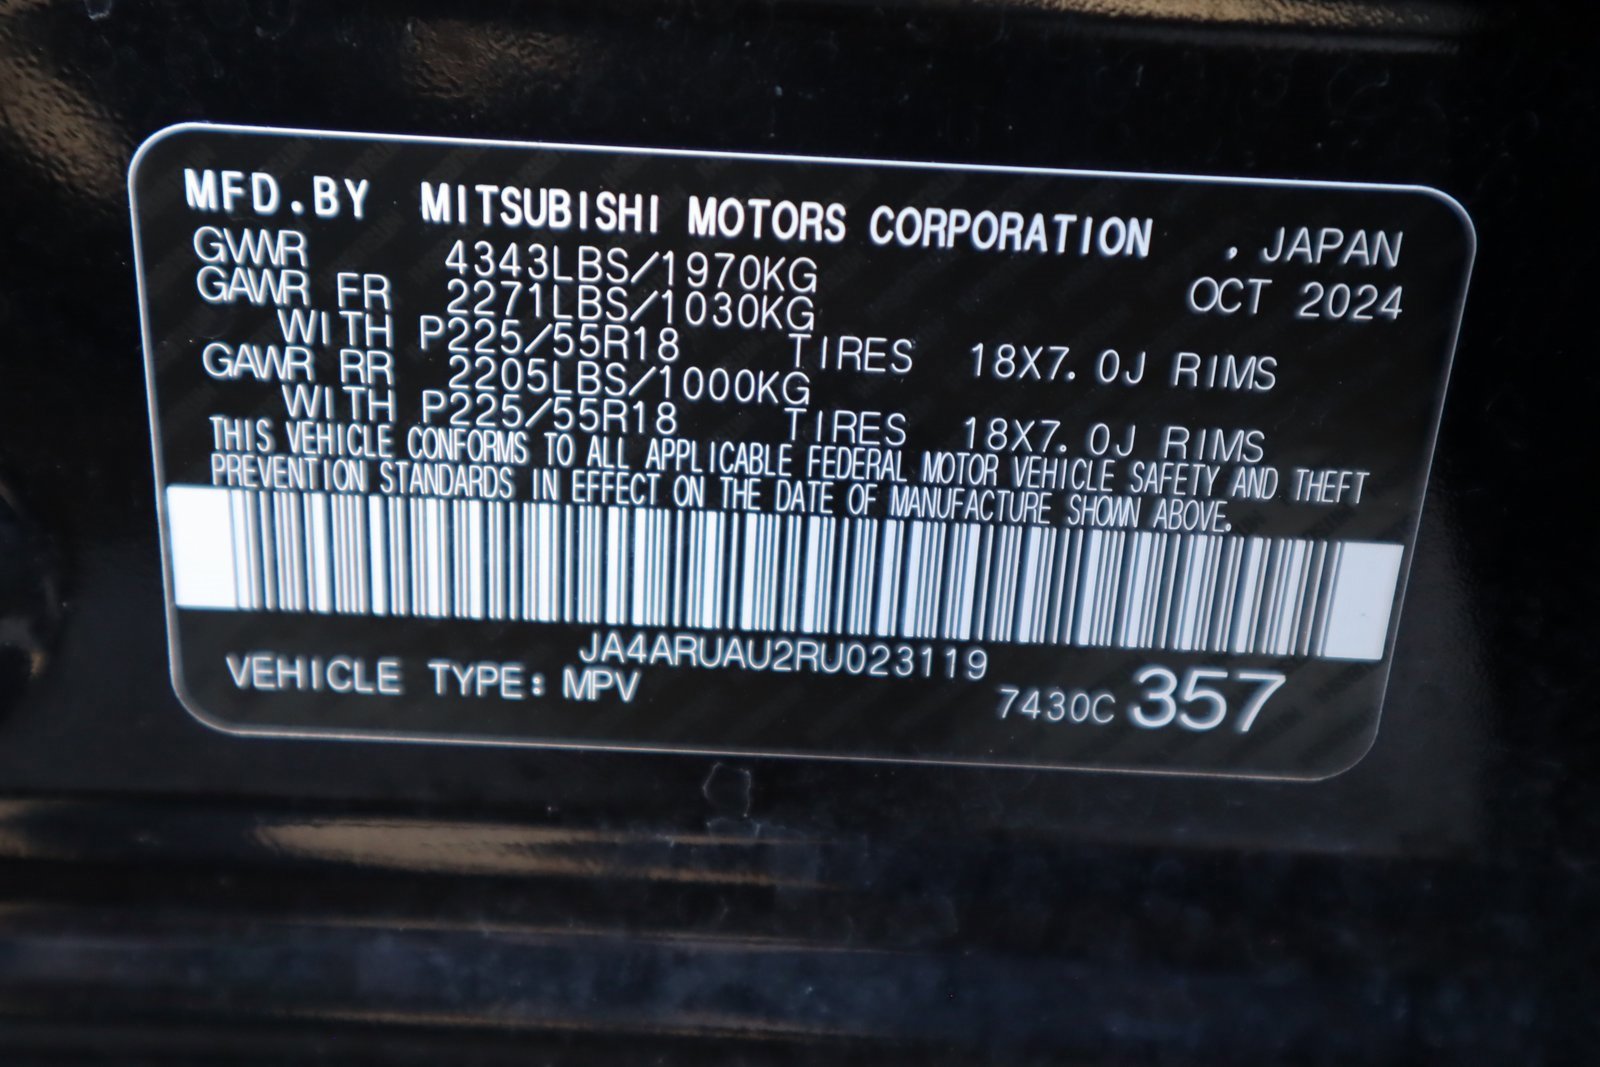 MFD.BY MITSUBISHI MOTORS CORPORATION . JAPAN
GVWR 4343LBS/1970KG OCT 2024
GAWR FR 2271LBS/1030KG
WITH P225/55R18 TIRES 18X7.0J RIMS
GAWR RR 2205LBS/1000KG
WITH P225/55R18 TIRES 18X7.0J RIMS
THIS VEHICLE CONFORMS TO ALL APPLICABLE FEDERAL MOTOR VEHICLE SAFETY AND THEFT
PREVENTION STANDARDS IN EFFECT ON THE DATE OF MANUFACTURE SHOWN ABOVE.
JA4ARUAU2RU023119
VEHICLE TYPE: MPV 7430C 357